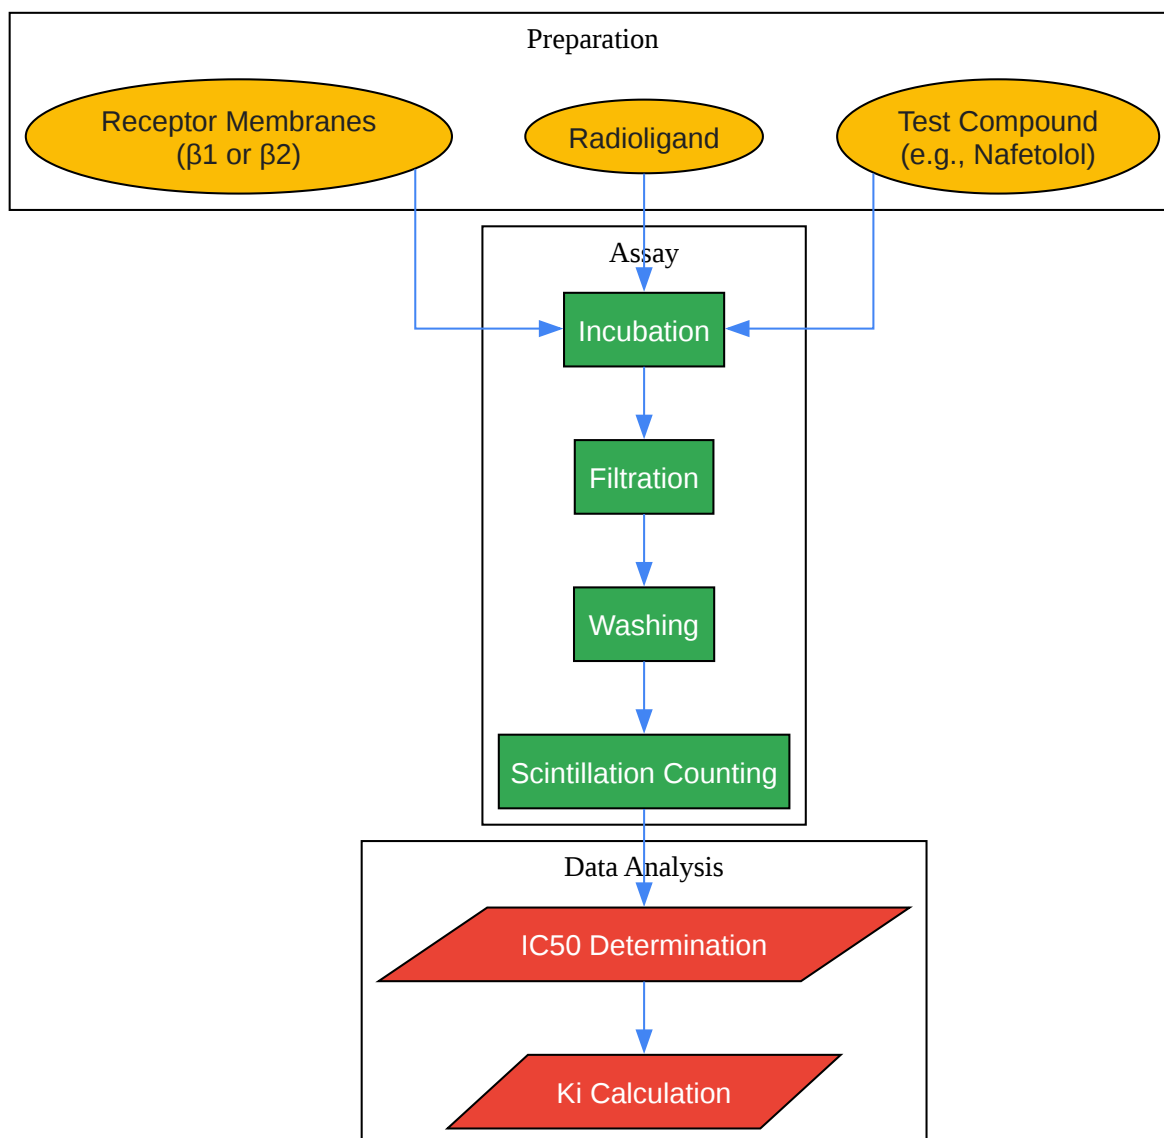 Preparation
Receptor Membranes
(β1 or β2)
Radioligand
Test Compound
(e.g., Nafetolol)
Assay
Incubation
Filtration
Washing
Scintillation Counting
Data Analysis
IC50 Determination
Ki Calculation